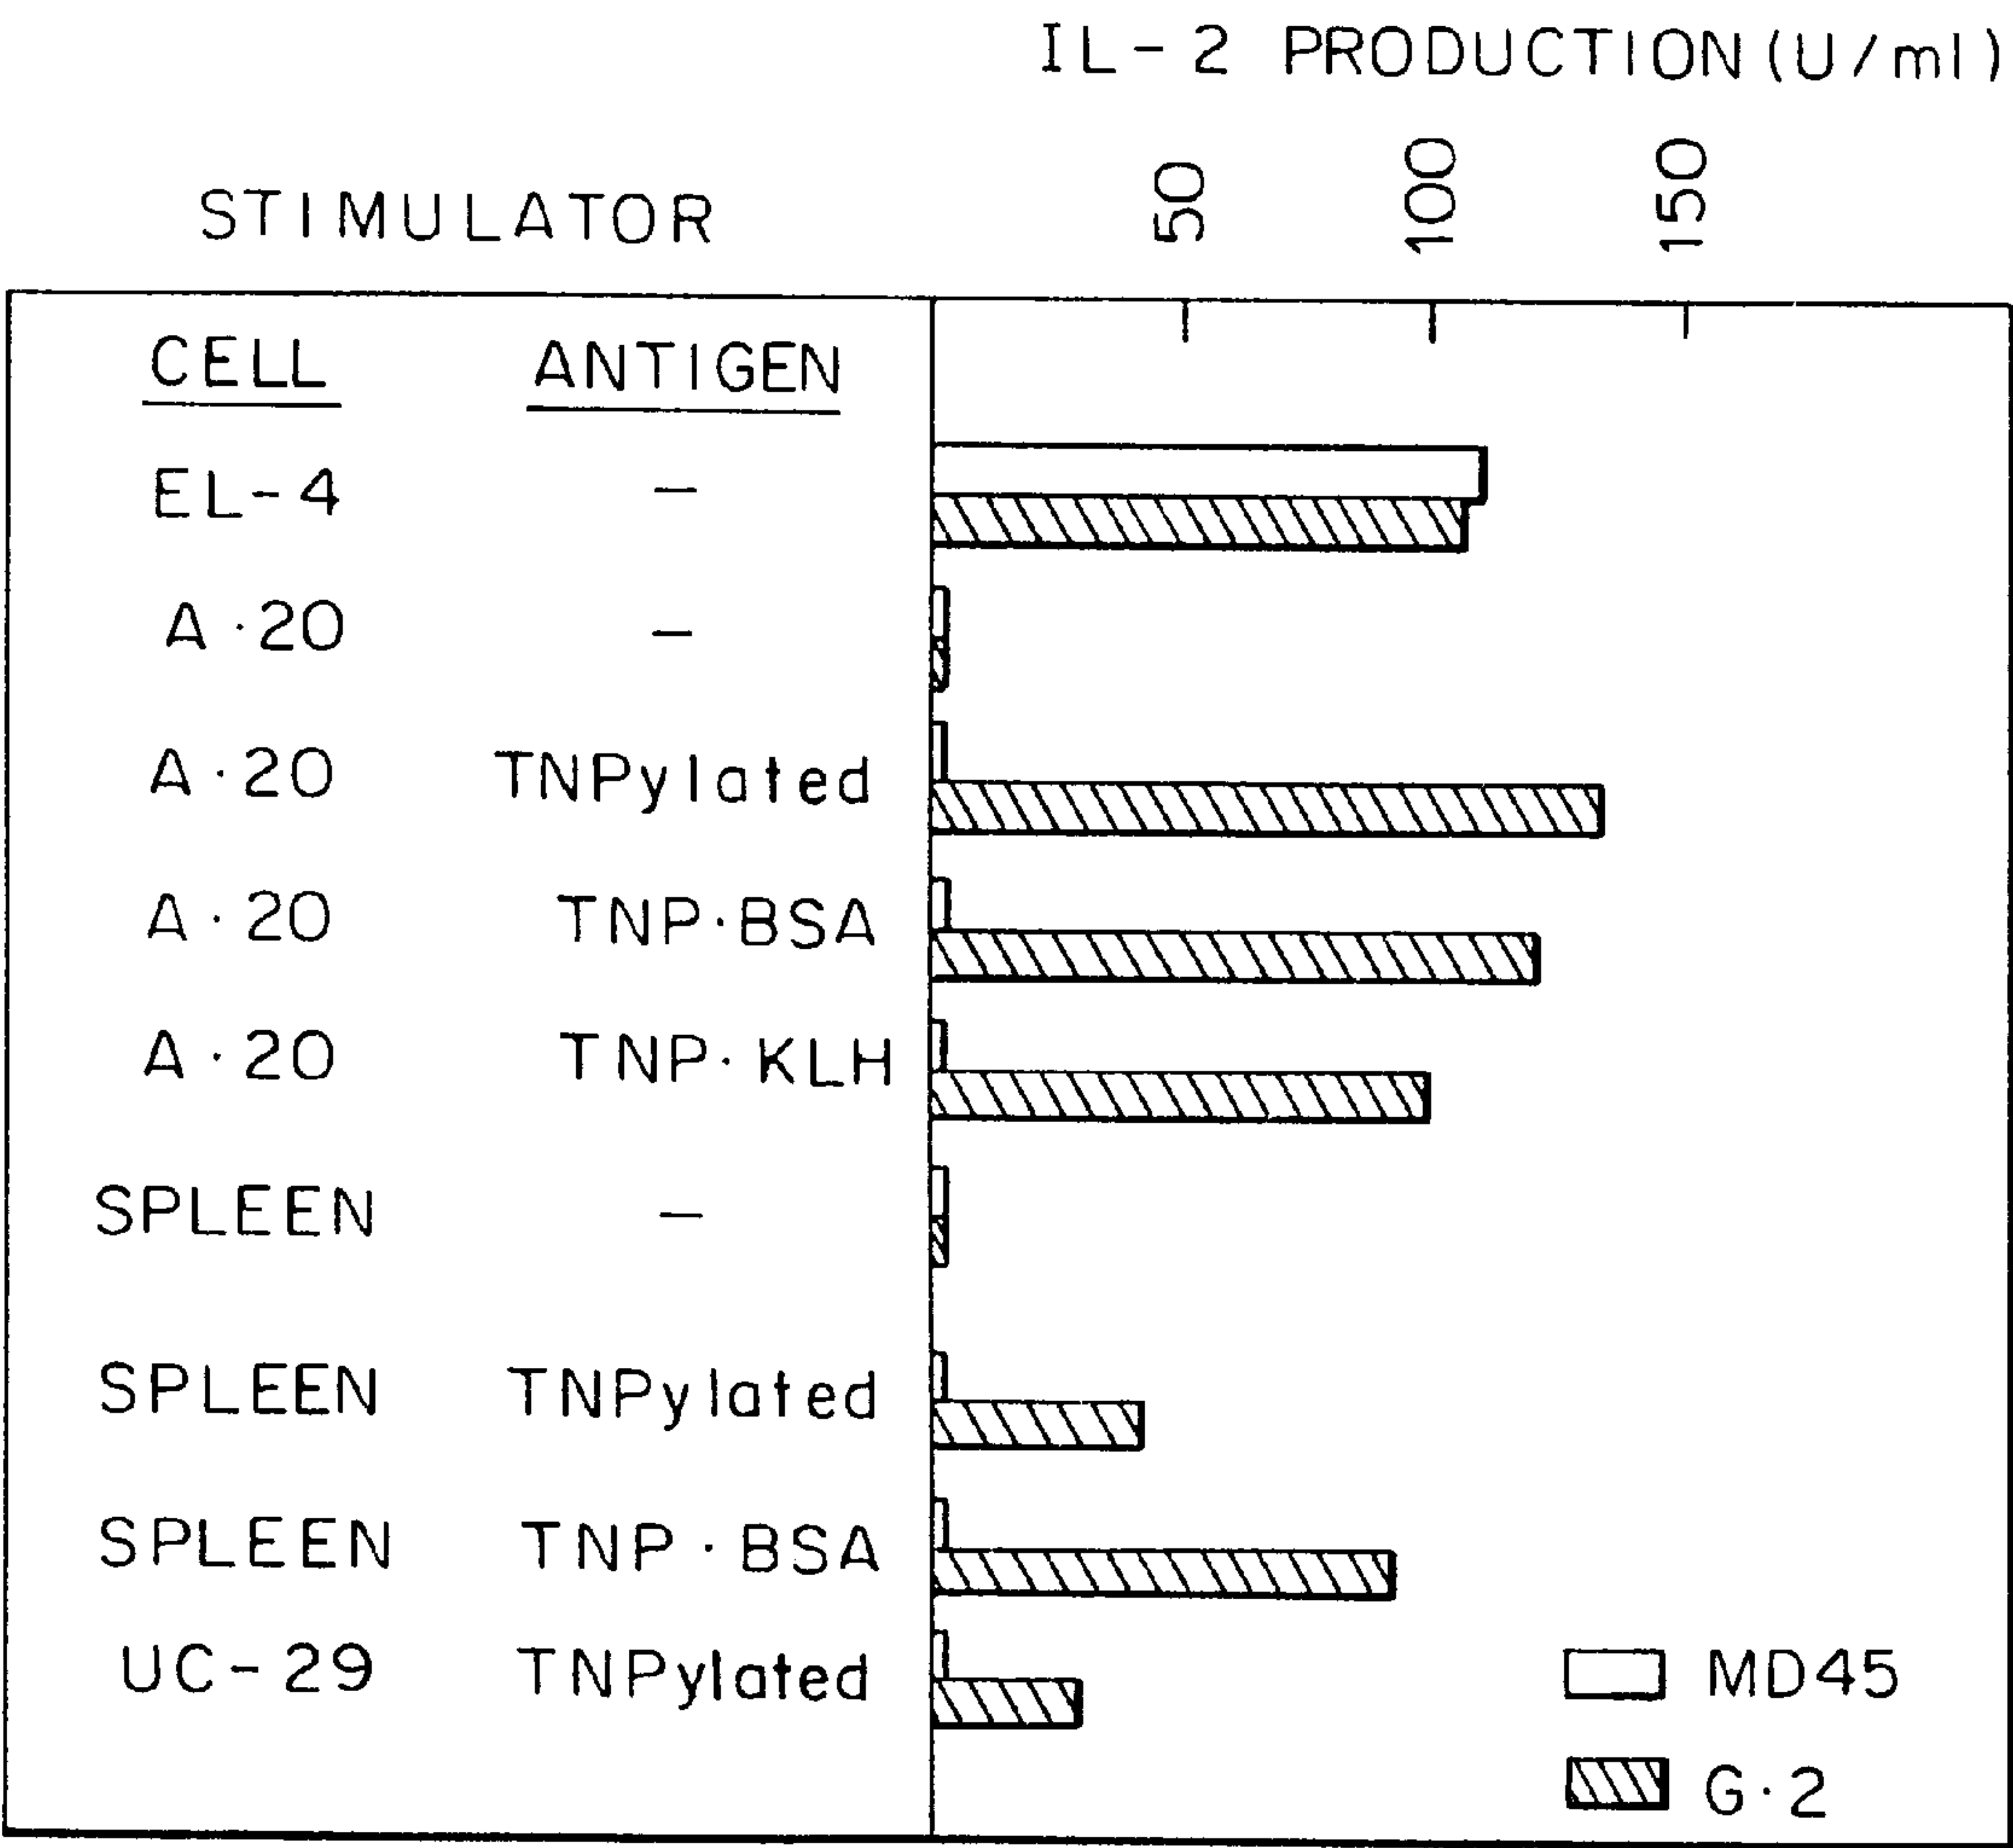 IL-2 PRODUCTION(U/ml)
STIMULATOR 50 100 150
CELL ANTIGEN
EL-4 –
A·20 –
A·20 TNPylated
A·20 TNP·BSA
A·20 TNP·KLH
SPLEEN –
SPLEEN TNPylated
SPLEEN TNP·BSA
UC-29 TNPylated
MD45
G·2